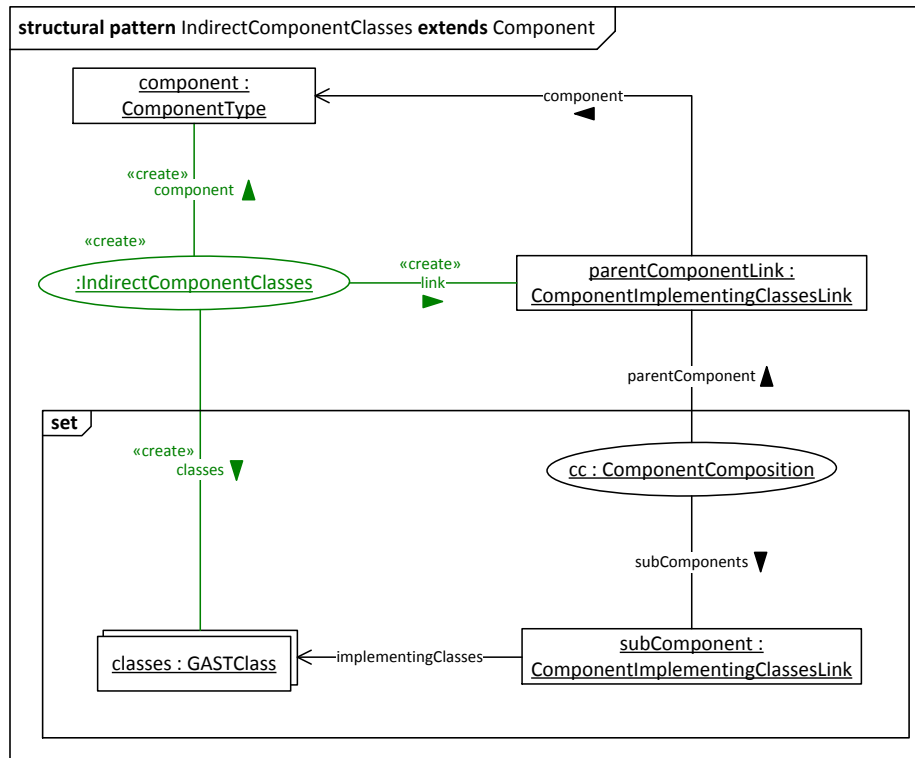 structural pattern IndirectComponentClasses extends Component
component :
ComponentType
component
«create»
component
«create»
:IndirectComponentClasses
«create»
link
parentComponentLink :
ComponentImplementingClassesLink
parentComponent
set
«create»
classes
cc : ComponentComposition
subComponents
classes : GASTClass
implementingClasses
subComponent :
ComponentImplementingClassesLink